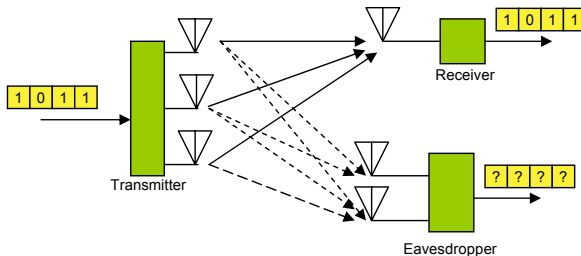 1 0 1 1
Transmitter
1 0 1 1
Receiver
? ? ? ?
Eavesdropper